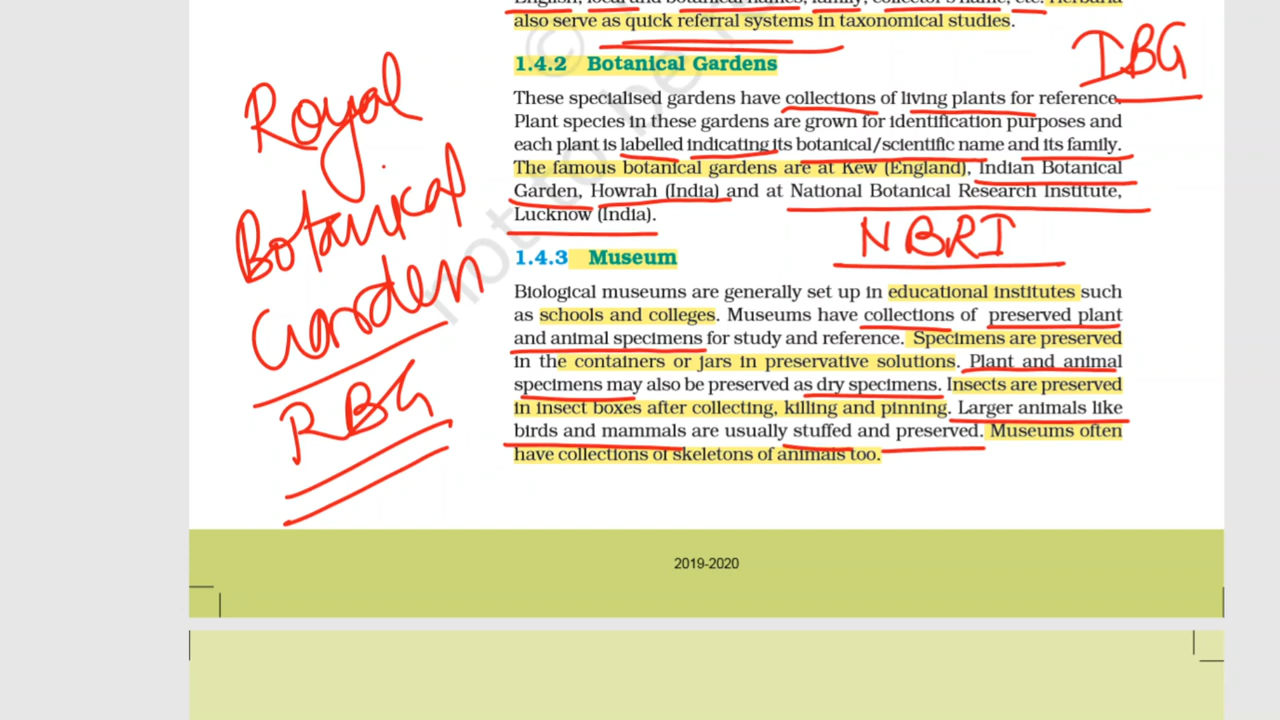 English, local and botanical names, family, collector's name, etc. Herbaria
also serve as quick referral systems in taxonomical studies.
1.4.2 Botanical Gardens
IBG
These specialised gardens have collections of living plants for reference.
Plant species in these gardens are grown for identification purposes and
each plant is labelled indicating its botanical/scientific name and its family.
The famous botanical gardens are at Kew (England), Indian Botanical
Garden, Howrah (India) and at National Botanical Research Institute,
Lucknow (India).
NBRI
Royal
Botanical
Garden
RBG
1.4.3 Museum
Biological museums are generally set up in educational institutes such
as schools and colleges. Museums have collections of preserved plant
and animal specimens for study and reference. Specimens are preserved
in the containers or jars in preservative solutions. Plant and animal
specimens may also be preserved as dry specimens. Insects are preserved
in insect boxes after collecting, killing and pinning. Larger animals like
birds and mammals are usually stuffed and preserved. Museums often
have collections of skeletons of animals too.
© not to be
2019-2020